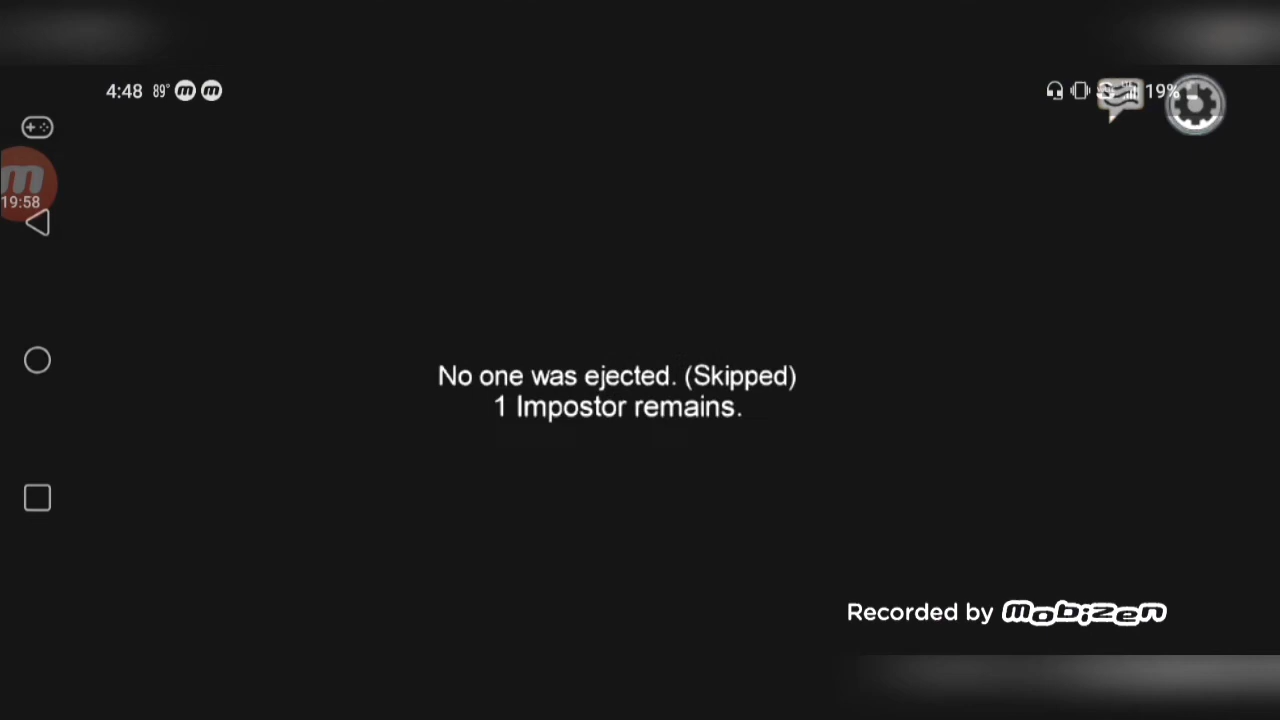 4:48 89° m m 19%
m
19:58
No one was ejected. (Skipped)
1 Impostor remains.
Recorded by mobizen